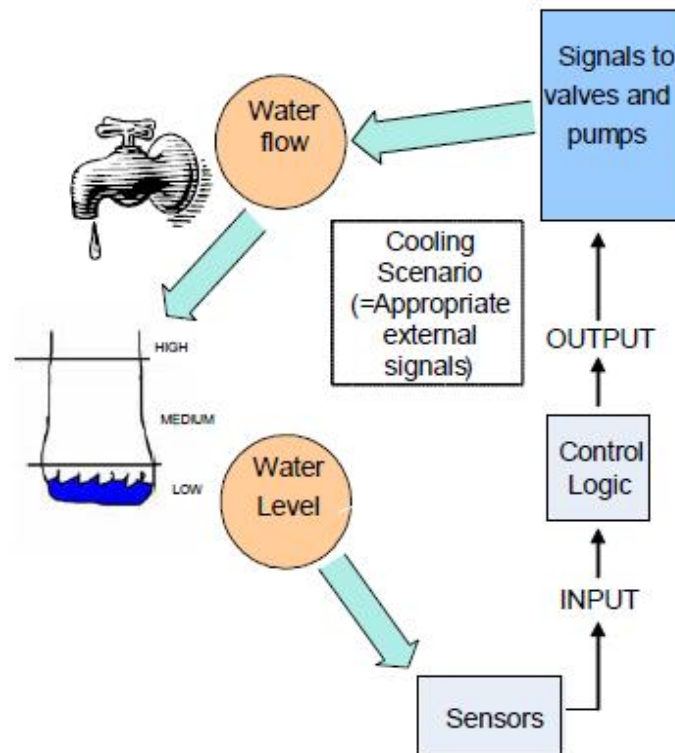 Signals to
valves and
pumps
Water
flow
Cooling
Scenario
(=Appropriate
external
signals)
OUTPUT
HIGH
MEDIUM
LOW
Control
Logic
Water
Level
INPUT
Sensors